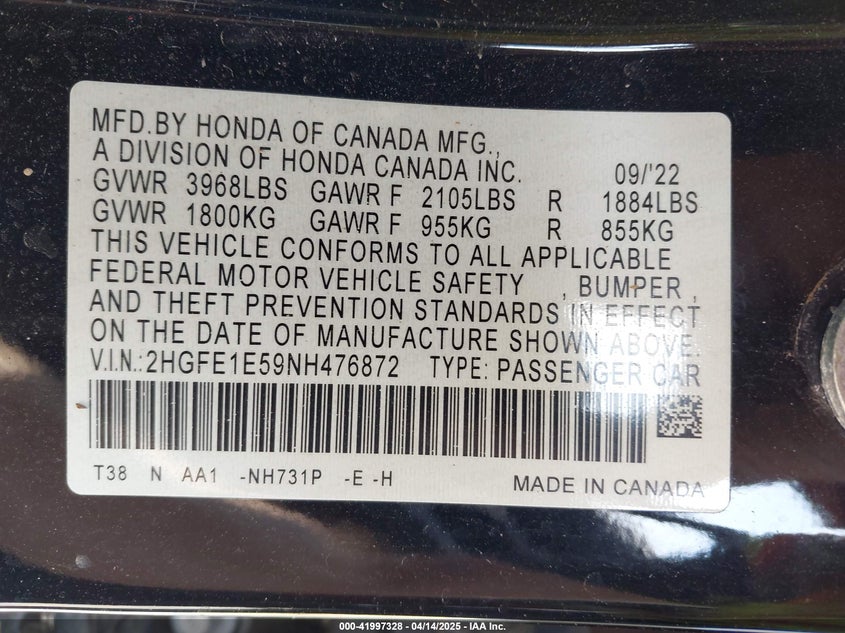 MFD.BY HONDA OF CANADA MFG.,
A DIVISION OF HONDA CANADA INC. 09/'22
GVWR 3968LBS GAWR F 2105LBS R 1884LBS
GVWR 1800KG GAWR F 955KG R 855KG
THIS VEHICLE CONFORMS TO ALL APPLICABLE
FEDERAL MOTOR VEHICLE SAFETY , BUMPER ,
AND THEFT PREVENTION STANDARDS IN EFFECT
ON THE DATE OF MANUFACTURE SHOWN ABOVE.
V.I.N.:2HGFE1E59NH476872 TYPE: PASSENGER CAR
T38 N AA1 -NH731P -E -H MADE IN CANADA
000-41997328 - 04/14/2025 - IAA Inc.